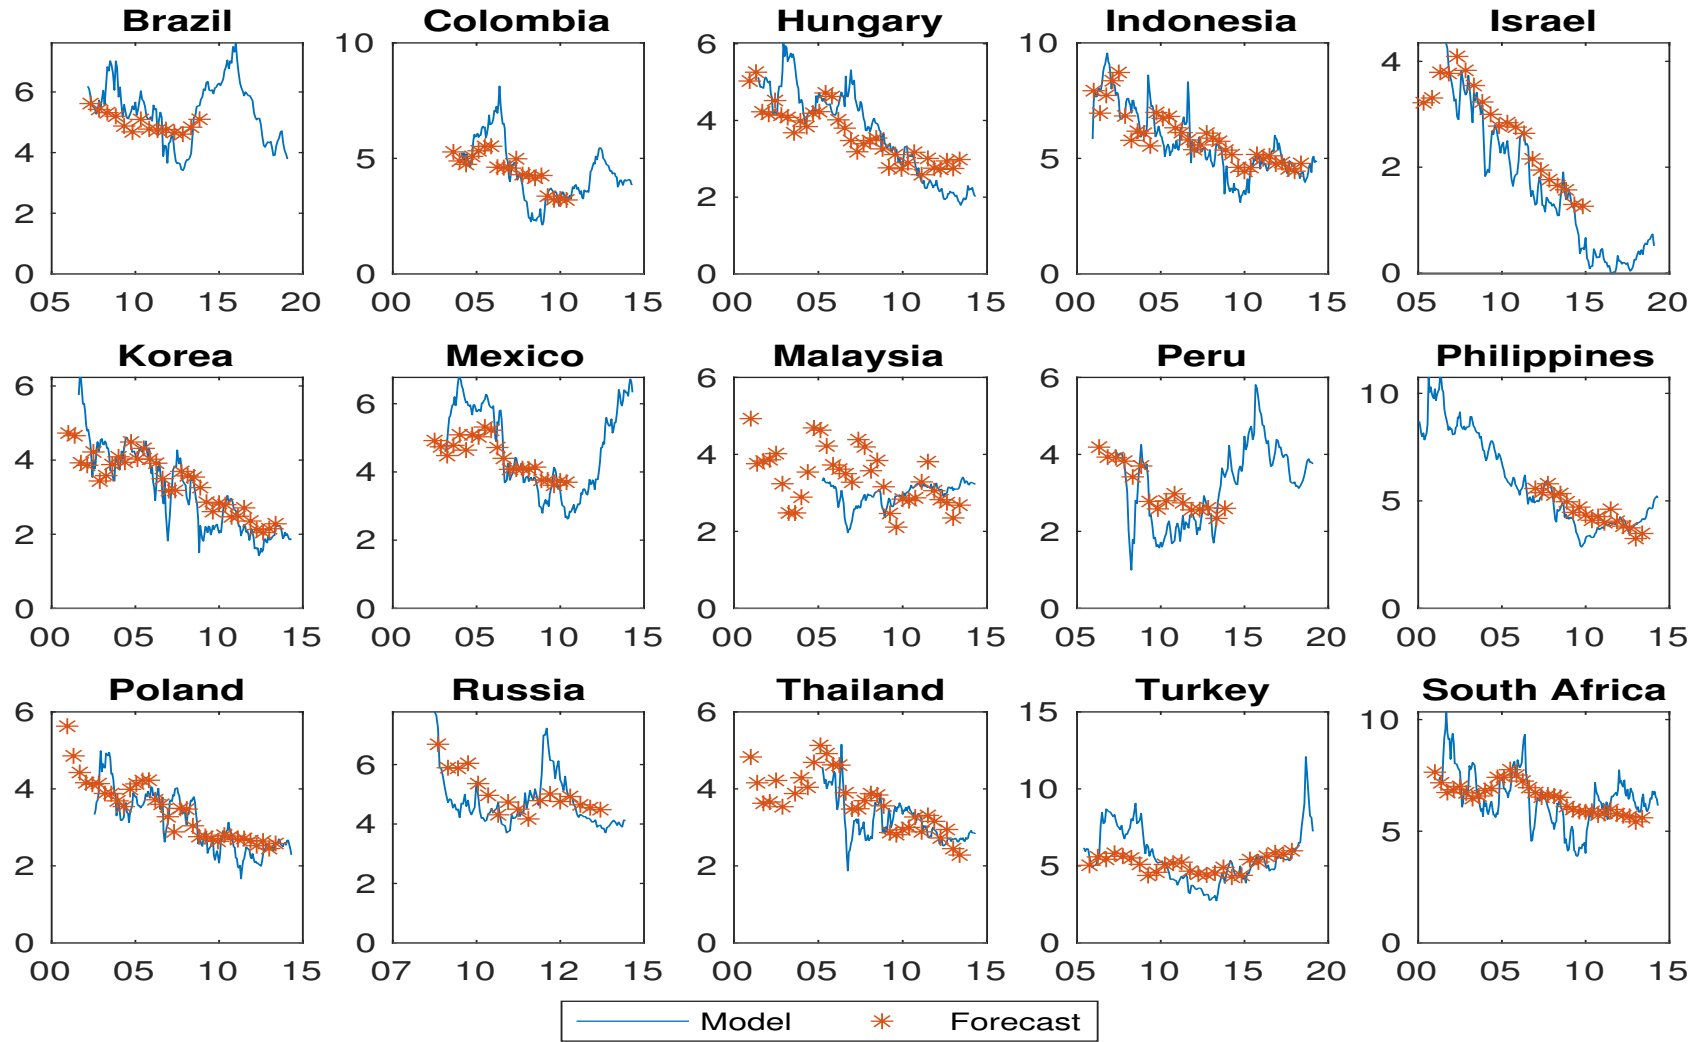 Brazil Colombia Hungary Indonesia Israel
6 4 2 0 05 10 15 20
10 5 0 00 05 10 15
6 4 2 0 00 05 10 15
10 5 0 00 05 10 15
4 2 0 05 10 15 20
Korea Mexico Malaysia Peru Philippines
6 4 2 0 00 05 10 15
6 4 2 0 00 05 10 15
6 4 2 0 00 05 10 15
6 4 2 0 05 10 15 20
10 5 0 00 05 10 15
Poland Russia Thailand Turkey South Africa
6 4 2 0 00 05 10 15
6 4 2 0 07 10 12 15
6 4 2 0 00 05 10 15
15 10 5 0 05 10 15 20
10 5 0 00 05 10 15
Model Forecast